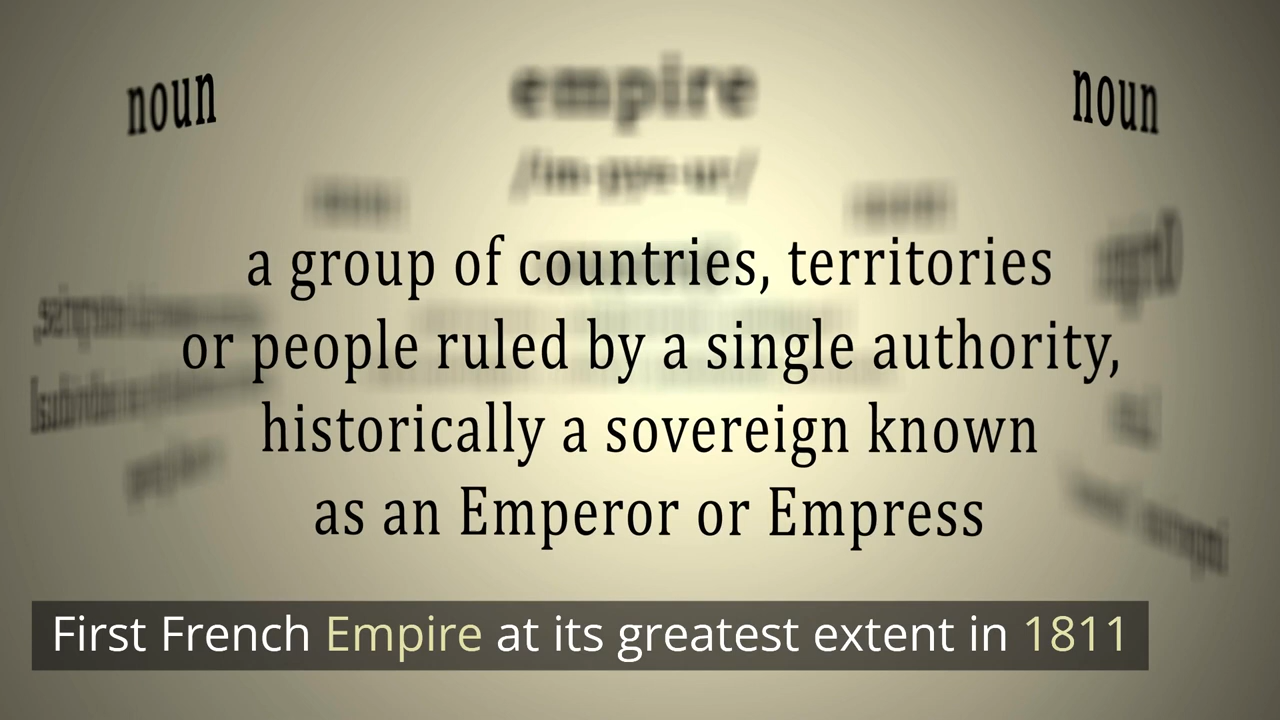 noun
empire
noun
a group of countries, territories
or people ruled by a single authority,
historically a sovereign known
as an Emperor or Empress
First French Empire at its greatest extent in 1811